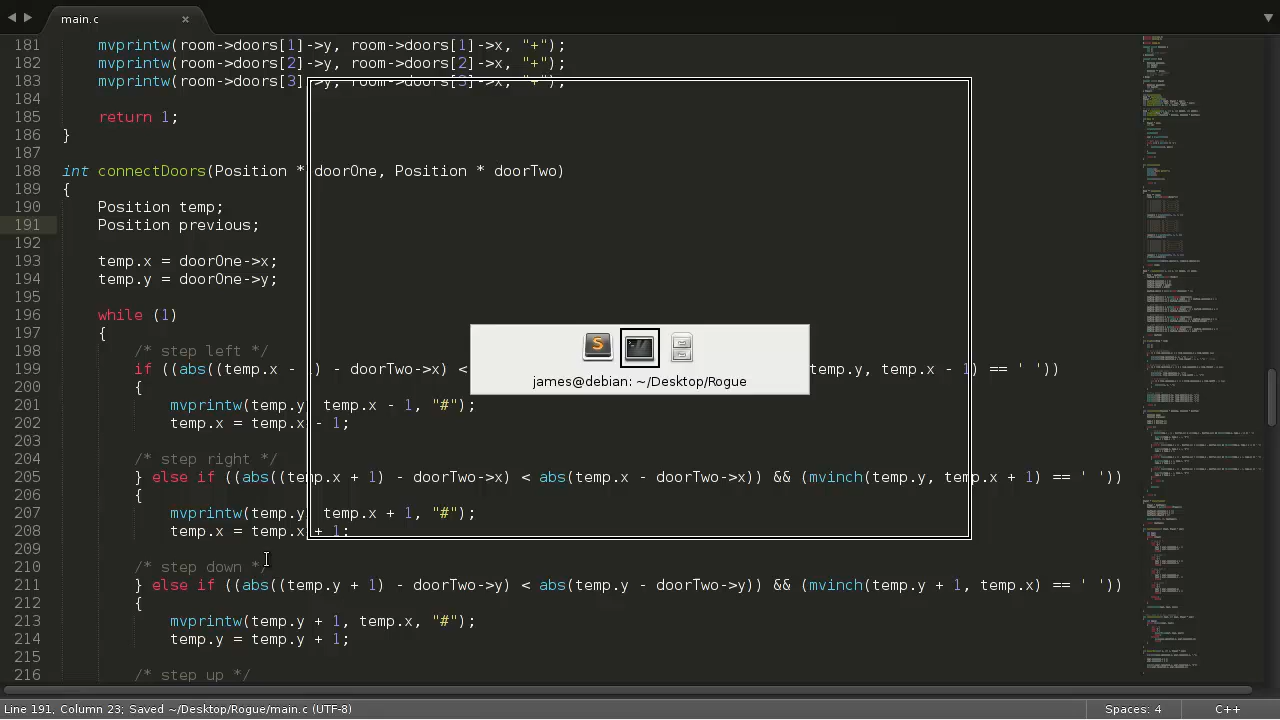 main.c
181 mvprintw(room->doors[1]->y, room->doors[1]->x, "+");
182 mvprintw(room->doors[2]->y, room->doors[2]->x, "+");
183 mvprintw(room->doors[3]->y, room->doors[3]->x, "+");
184
185 return 1;
186 }
187
188 int connectDoors(Position * doorOne, Position * doorTwo)
189 {
190 Position temp;
191 Position previous;
192
193 temp.x = doorOne->x;
194 temp.y = doorOne->y;
195
196 while (1)
197 {
198 /* step left */
199 if ((abs((temp.x - 1) - doorTwo->x) temp.y, temp.x - 1) == ' '))
200 {
201 mvprintw(temp.y, temp.x - 1, "#");
202 temp.x = temp.x - 1;
203
204 /* step right */
205 } else if ((abs((temp.x + 1) - doorTwo->x) < abs(temp.x - doorTwo->x)) && (mvinch(temp.y, temp.x + 1) == ' '))
206 {
207 mvprintw(temp.y, temp.x + 1, "#");
208 temp.x = temp.x + 1;
209
210 /* step down */
211 } else if ((abs((temp.y + 1) - doorTwo->y) < abs(temp.y - doorTwo->y)) && (mvinch(temp.y + 1, temp.x) == ' '))
212 {
213 mvprintw(temp.y + 1, temp.x, "#");
214 temp.y = temp.y + 1;
215
216 /* step up */
james@debian: ~/Desktop/Rogue
Line 191, Column 23; Saved ~/Desktop/Rogue/main.c (UTF-8)
Spaces: 4
C++